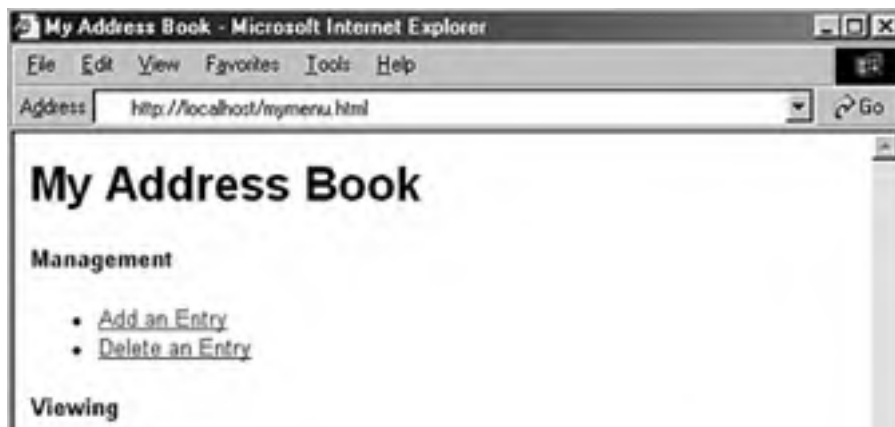 My Address Book - Microsoft Internet Explorer
File Edit View Favorites Tools Help
Address http://localhost/mymenu.html Go
My Address Book
Management
• Add an Entry
• Delete an Entry
Viewing